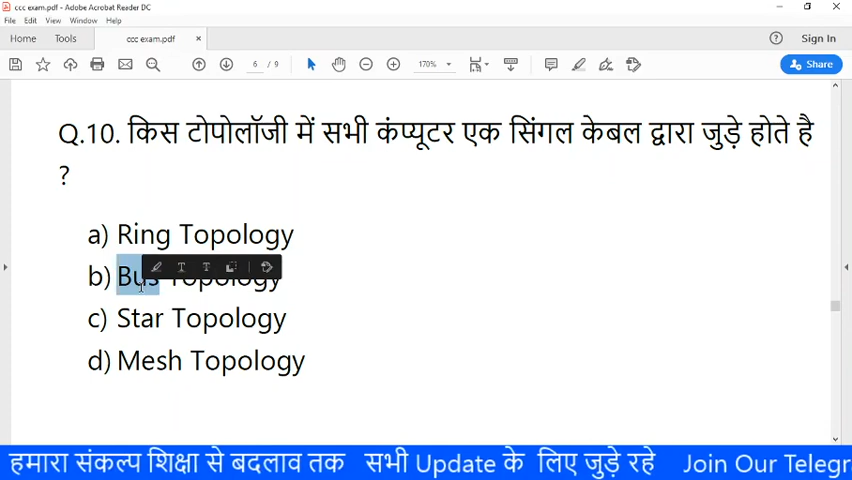 ccc exam.pdf - Adobe Acrobat Reader DC
File Edit View Window Help
Home Tools ccc exam.pdf × Sign In
6 / 9 170% Share
Q.10. किस टोपोलॉजी में सभी कंप्यूटर एक सिंगल केबल द्वारा जुड़े होते है
?
a) Ring Topology
b) Bus Topology
c) Star Topology
d) Mesh Topology
हमारा संकल्प शिक्षा से बदलाव तक सभी Update के लिए जुड़े रहे Join Our Telegra